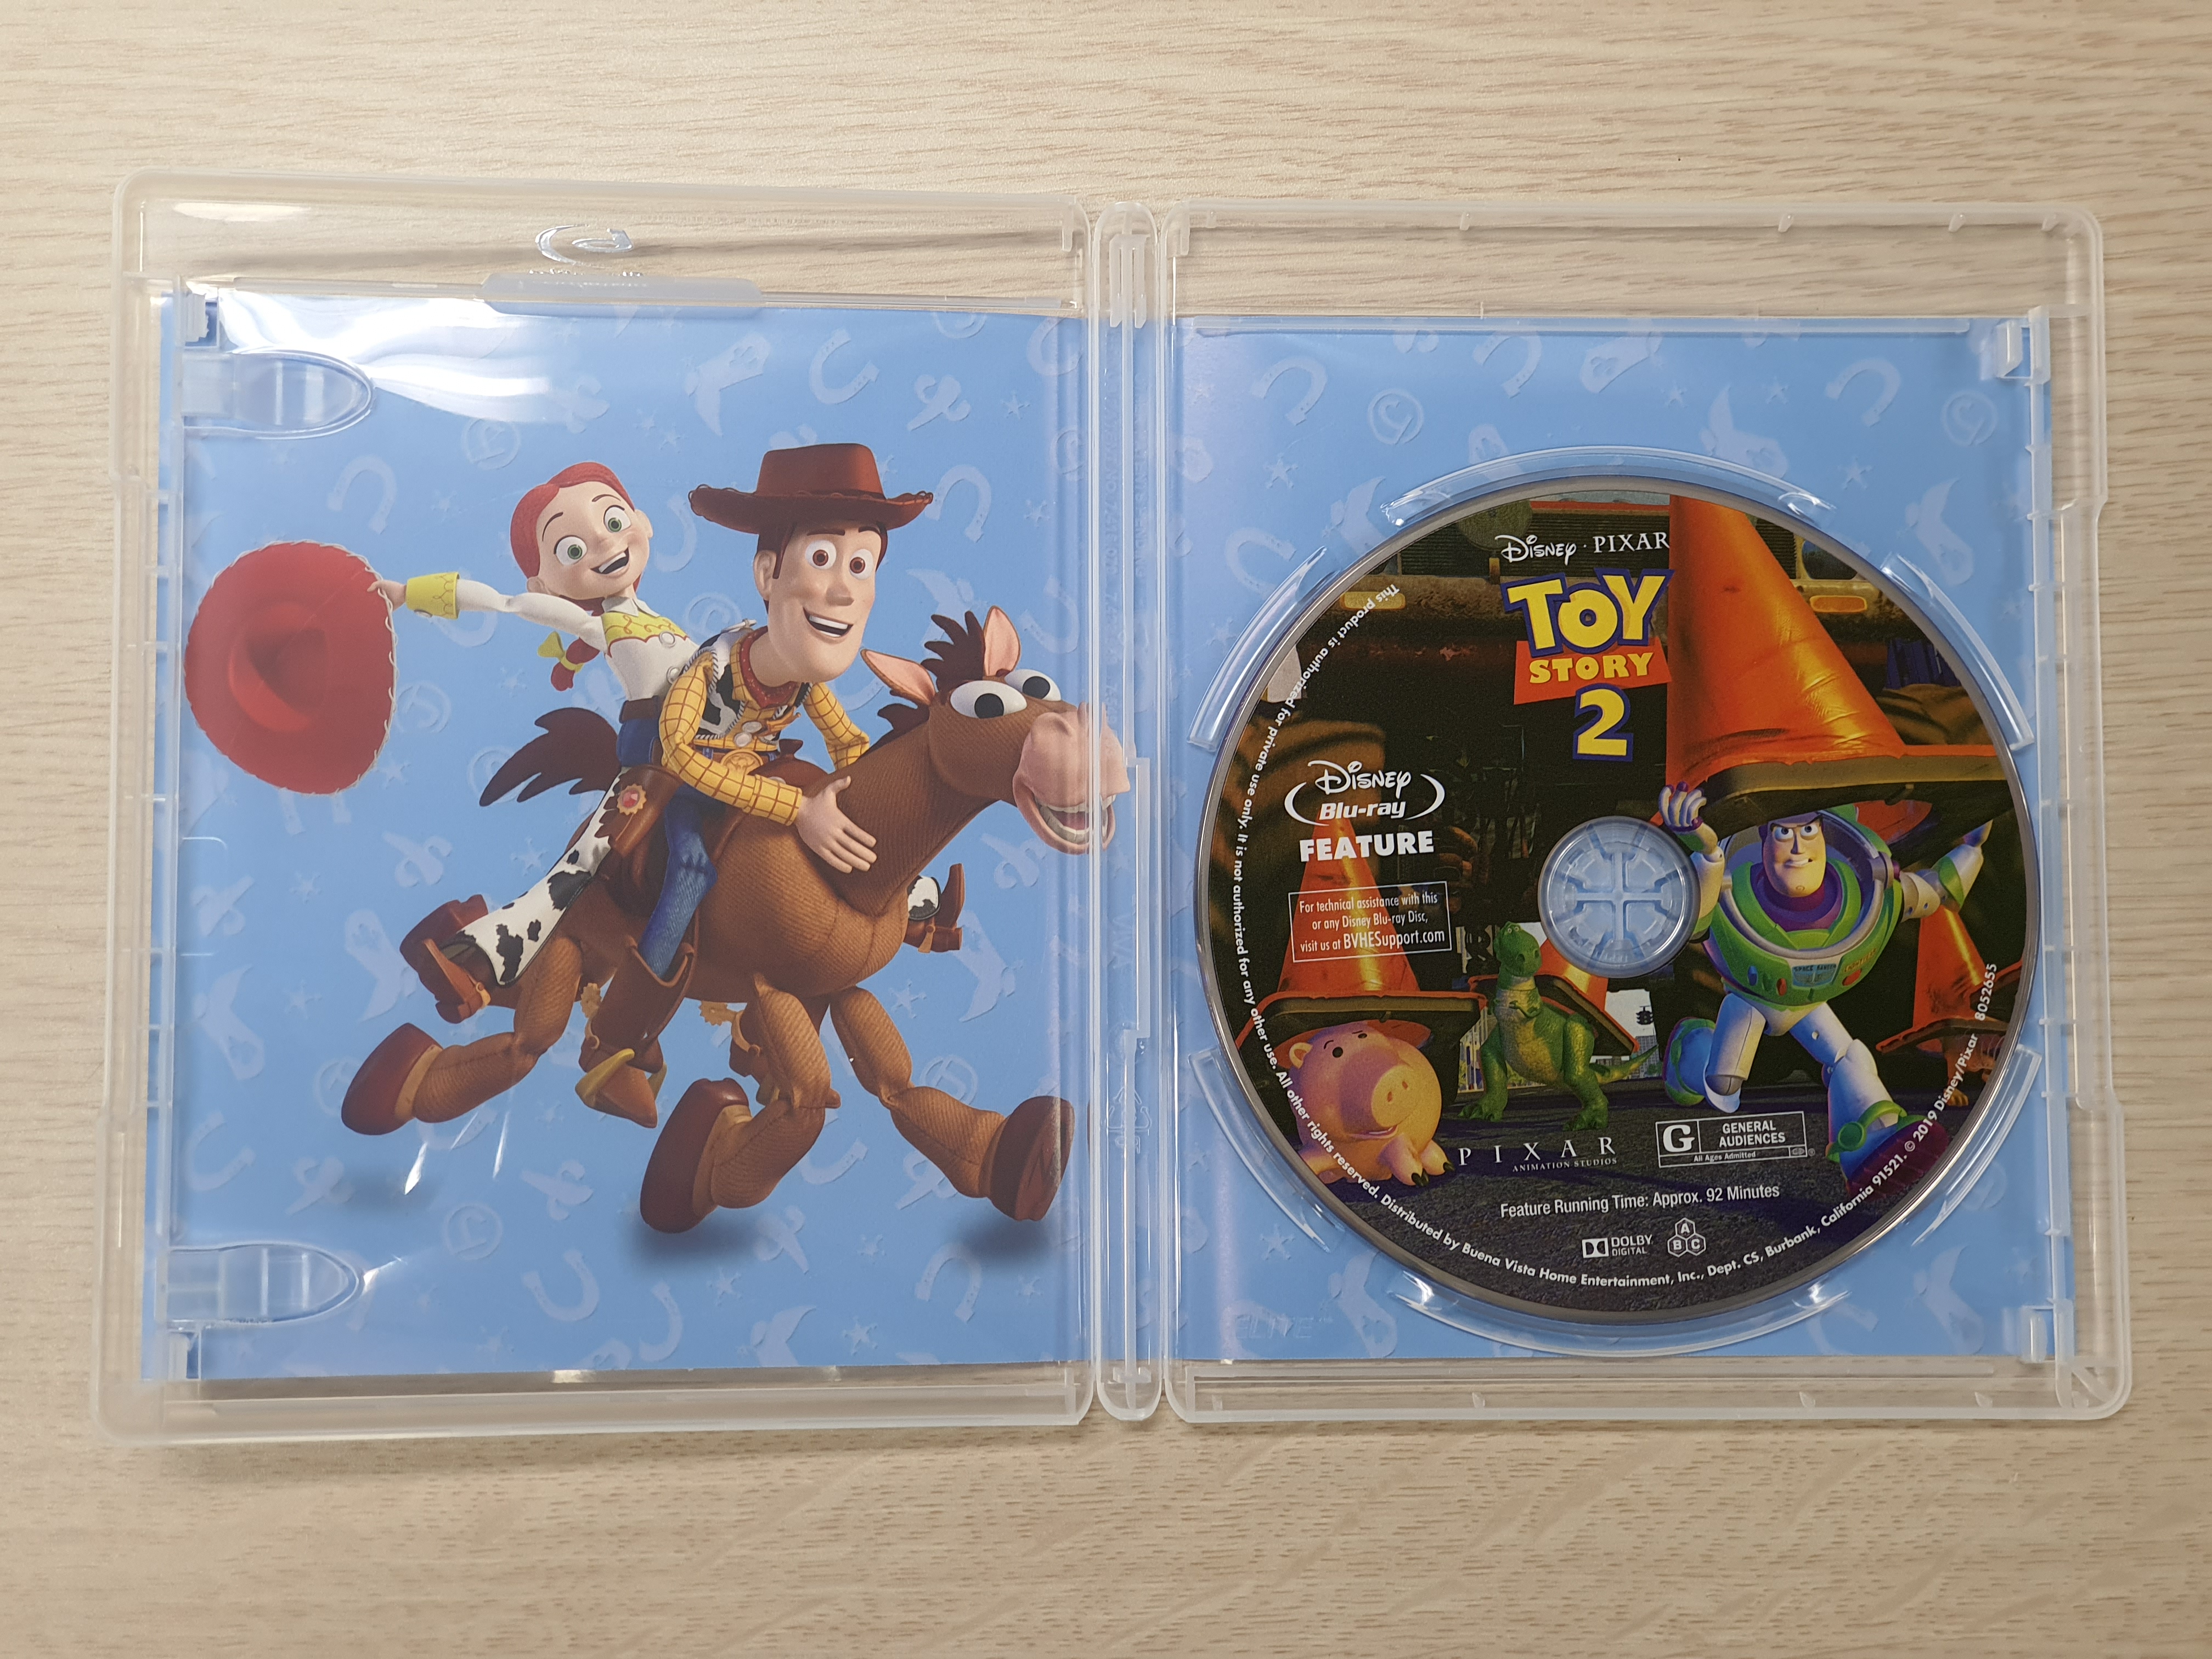 Disney · PIXAR
TOY
STORY
2
Disney
Blu-ray
FEATURE
For technical assistance with this
or any Disney Blu-ray Disc,
visit us at BVHESupport.com
PIXAR
ANIMATION STUDIOS
G
GENERAL
AUDIENCES
All Ages Admitted
Feature Running Time: Approx. 92 Minutes
DOLBY
DIGITAL
A
B C
This product is authorized for private use only. It is not authorized for any other use. All other rights reserved. Distributed by Buena Vista Home Entertainment, Inc., Dept. CS, Burbank, California 91521. © 2019 Disney/Pixar 8052655
SPACE RANGER